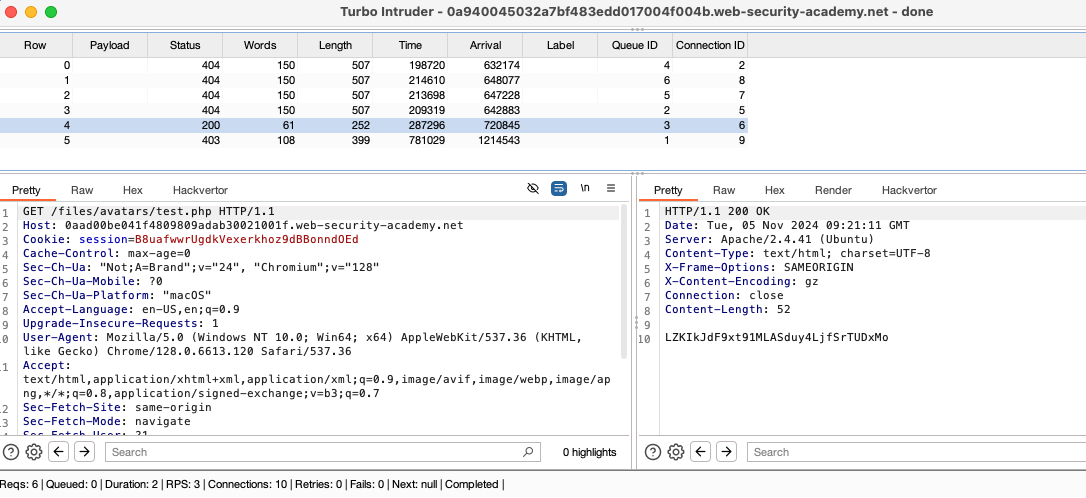 Turbo Intruder - 0a940045032a7bf483edd017004f004b.web-security-academy.net - done
Row Payload Status Words Length Time Arrival Label Queue ID Connection ID
0 404 150 507 198720 632174 4 2
1 404 150 507 214610 648077 6 8
2 404 150 507 213698 647228 5 7
3 404 150 507 209319 642883 2 5
4 200 61 252 287296 720845 3 6
5 403 108 399 781029 1214543 1 9
Pretty Raw Hex Hackvertor \n
1 GET /files/avatars/test.php HTTP/1.1
2 Host: 0aad00be041f4809809adab30021001f.web-security-academy.net
3 Cookie: session=B8uafwwrUgdkVexerkhoz9dBBonndOEd
4 Cache-Control: max-age=0
5 Sec-Ch-Ua: "Not;A=Brand";v="24", "Chromium";v="128"
6 Sec-Ch-Ua-Mobile: ?0
7 Sec-Ch-Ua-Platform: "macOS"
8 Accept-Language: en-US,en;q=0.9
9 Upgrade-Insecure-Requests: 1
10 User-Agent: Mozilla/5.0 (Windows NT 10.0; Win64; x64) AppleWebKit/537.36 (KHTML,
like Gecko) Chrome/128.0.6613.120 Safari/537.36
11 Accept:
text/html,application/xhtml+xml,application/xml;q=0.9,image/avif,image/webp,image/ap
ng,*/*;q=0.8,application/signed-exchange;v=b3;q=0.7
12 Sec-Fetch-Site: same-origin
13 Sec-Fetch-Mode: navigate
Sec-Fetch-User: ?1
Search 0 highlights
Pretty Raw Hex Render Hackvertor
1 HTTP/1.1 200 OK
2 Date: Tue, 05 Nov 2024 09:21:11 GMT
3 Server: Apache/2.4.41 (Ubuntu)
4 Content-Type: text/html; charset=UTF-8
5 X-Frame-Options: SAMEORIGIN
6 X-Content-Encoding: gz
7 Connection: close
8 Content-Length: 52
9
10 LZKIkJdF9xt91MLASduy4LjfSrTUDxMo
Search
Reqs: 6 | Queued: 0 | Duration: 2 | RPS: 3 | Connections: 10 | Retries: 0 | Fails: 0 | Next: null | Completed |